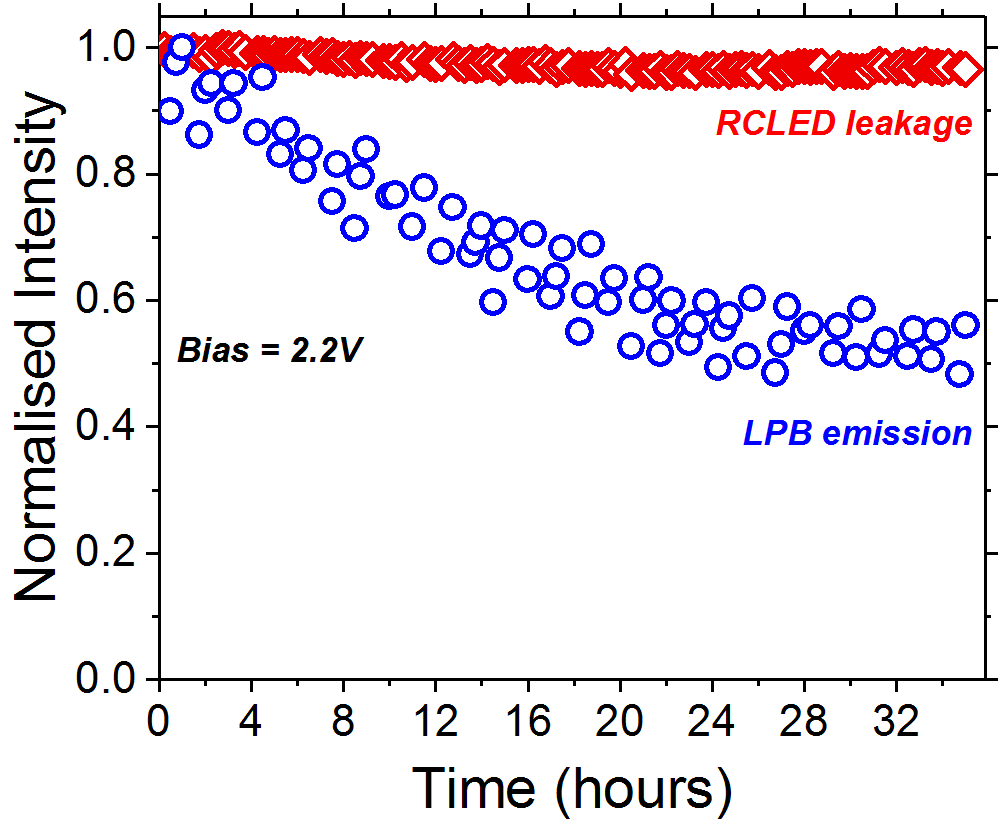 Normalised Intensity
1.0
0.8
0.6
0.4
0.2
0.0
RCLED leakage
Bias = 2.2V
LPB emission
0 4 8 12 16 20 24 28 32
Time (hours)